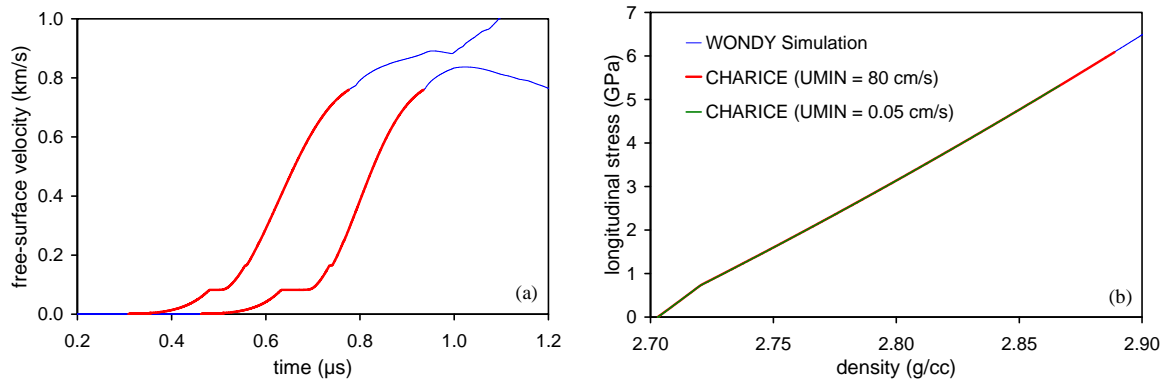 free-surface velocity (km/s)
1.0
0.8
0.6
0.4
0.2
0.0
0.2
0.4
0.6
0.8
1.0
1.2
time (µs)
(a)
longitudinal stress (GPa)
7
6
5
4
3
2
1
0
WONDY Simulation
CHARICE (UMIN = 80 cm/s)
CHARICE (UMIN = 0.05 cm/s)
(b)
2.70
2.75
2.80
2.85
2.90
density (g/cc)